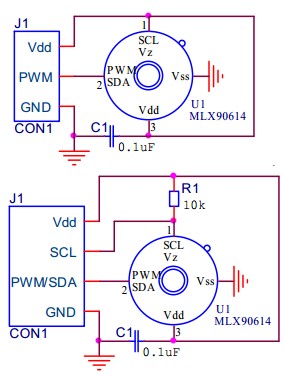 J1
Vdd
PWM
GND
CON1
1
SCL
Vz
PWM
SDA
2
Vss
Vdd
3
U1
MLX90614
C1
0.1uF
J1
Vdd
SCL
PWM/SDA
GND
CON1
R1
10k
1
SCL
Vz
PWM
SDA
2
Vss
Vdd
3
U1
MLX90614
C1
0.1uF